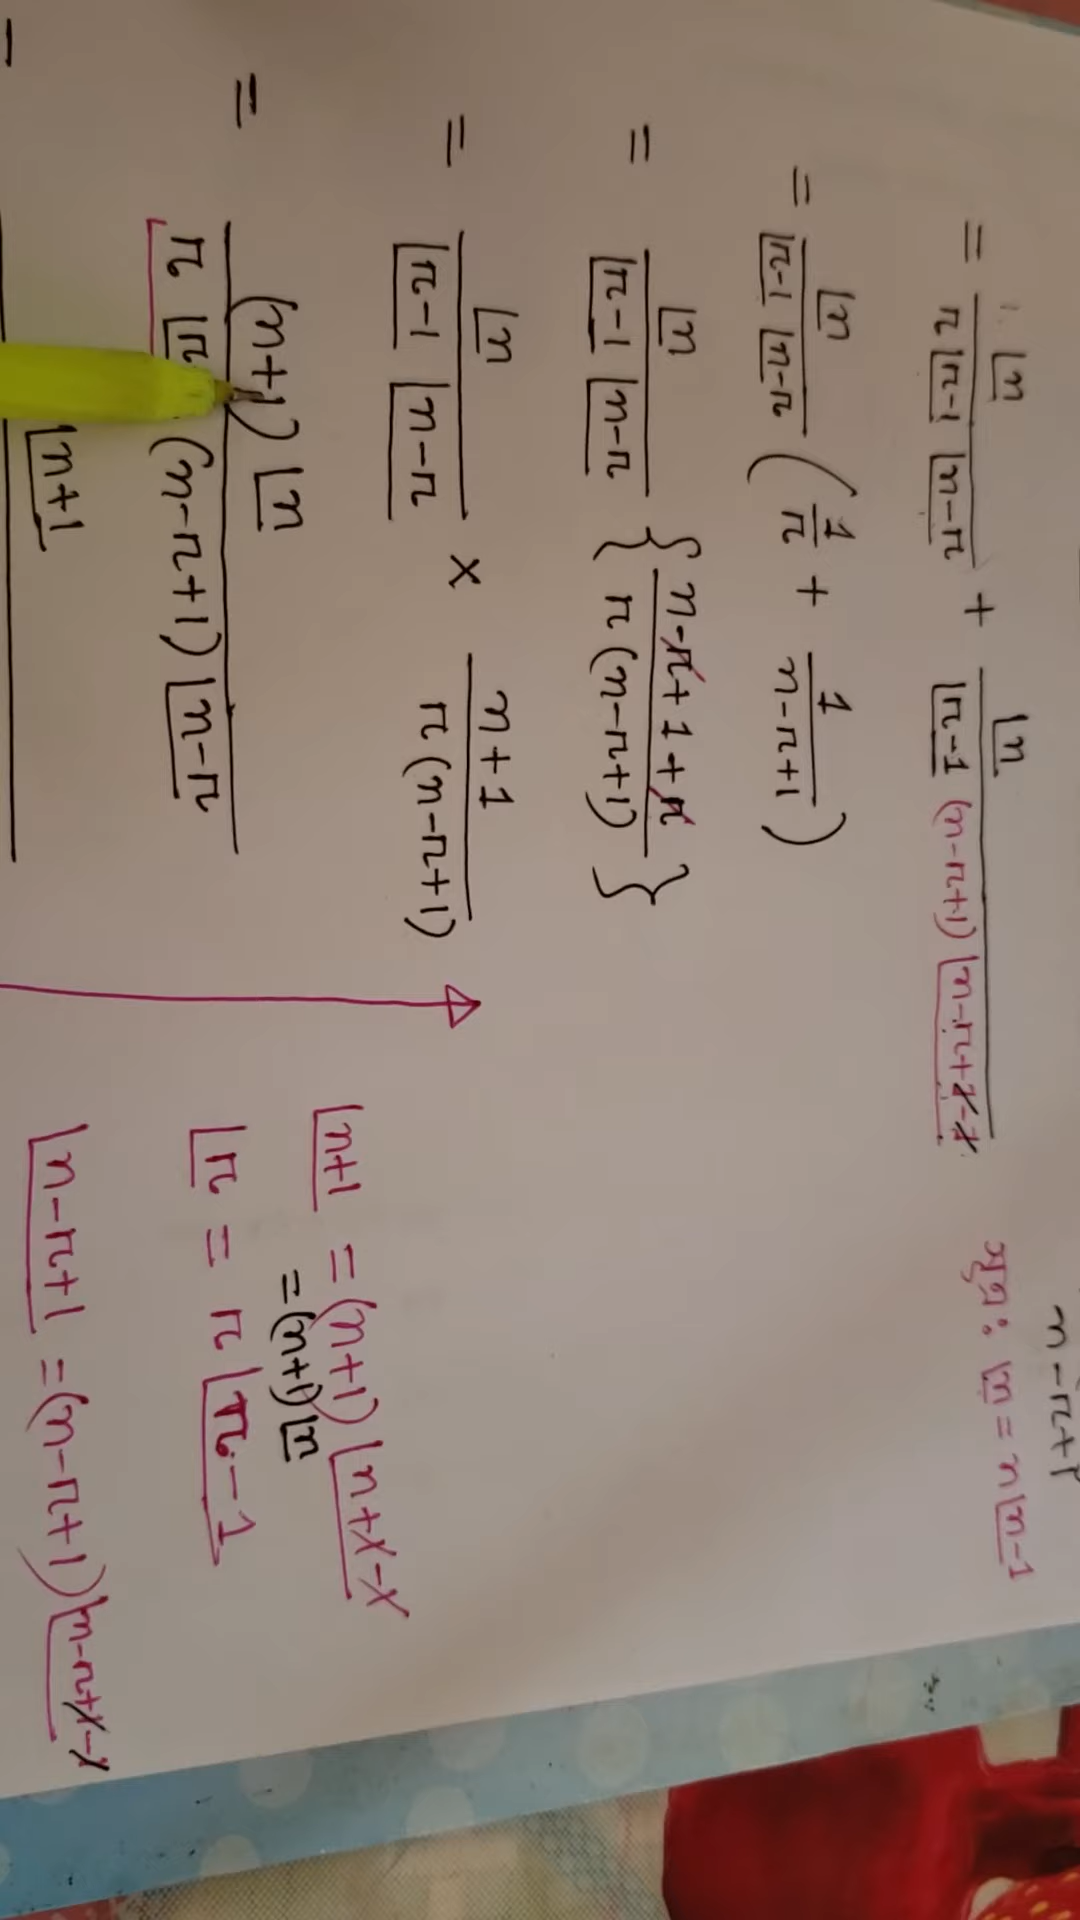 n-r+1
সূত্র: ⌊n = n⌊n-1
= ⌊n / r ⌊r-1 ⌊n-r + ⌊n / ⌊r-1 (n-r+1) ⌊n-r+1-1
= ⌊n / ⌊r-1 ⌊n-r ( 1/r + 1/n-r+1 )
= ⌊n / ⌊r-1 ⌊n-r { n-r+1+r / r(n-r+1) }
= ⌊n / ⌊r-1 ⌊n-r × n+1 / r(n-r+1)
= (n+1) ⌊n / r ⌊r (n-r+1) ⌊n-r
= ⌊n+1
⌊n+1 = (n+1) ⌊n+1-1
= (n+1) ⌊n
⌊r = r ⌊r-1
⌊n-r+1 = (n-r+1) ⌊n-r+1-1